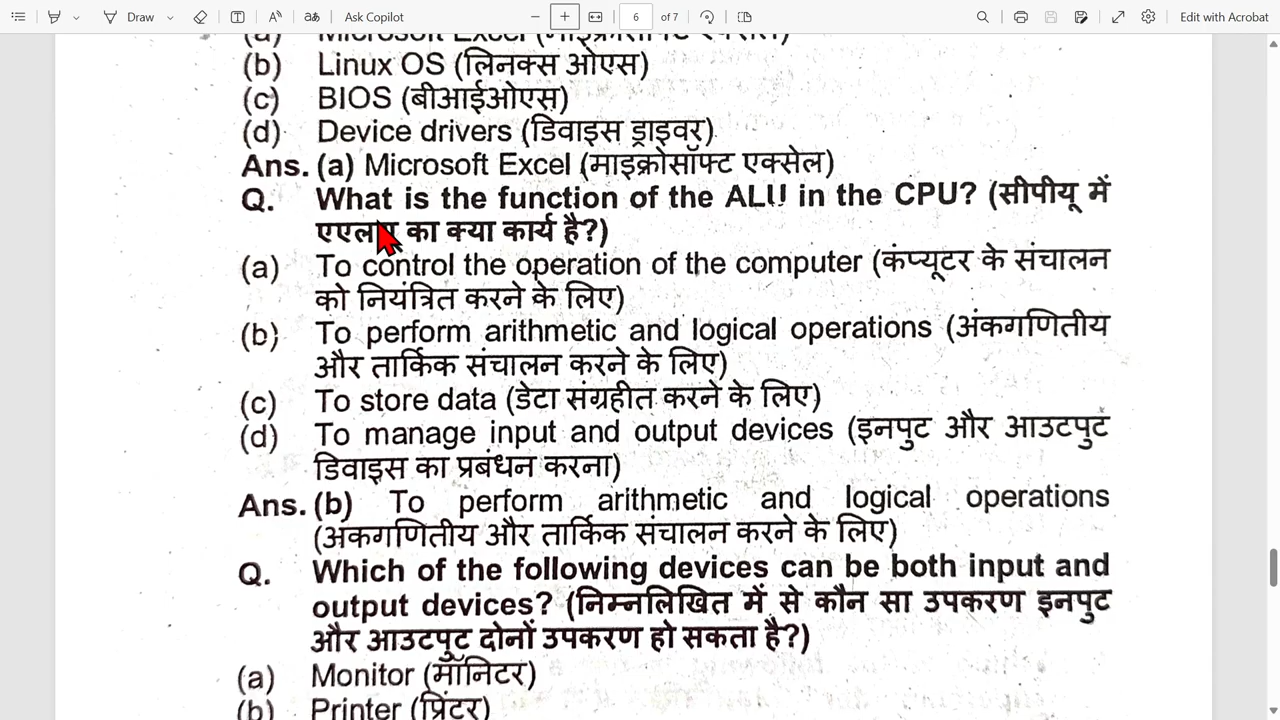 Draw Ask Copilot 6 of 7 Edit with Acrobat
(a) Microsoft Excel (माइक्रोसॉफ्ट एक्सेल)
(b) Linux OS (लिनक्स ओएस)
(c) BIOS (बीआईओएस)
(d) Device drivers (डिवाइस ड्राइवर)
Ans. (a) Microsoft Excel (माइक्रोसॉफ्ट एक्सेल)
Q. What is the function of the ALU in the CPU? (सीपीयू में
का क्या कार्य है?)
(a) To control the operation of the computer (कंप्यूटर के संचालन
को नियंत्रित करने के लिए)
(b) To perform arithmetic and logical operations (अंकगणितीय
और तार्किक संचालन करने के लिए)
(c) To store data (डेटा संग्रहीत करने के लिए)
(d) To manage input and output devices (इनपुट और आउटपुट
डिवाइस का प्रबंधन करना)
Ans. (b) To perform arithmetic and logical operations
(अंकगणितीय और तार्किक संचालन करने के लिए)
Q. Which of the following devices can be both input and
output devices? (निम्नलिखित में से कौन सा उपकरण इनपुट
और आउटपुट दोनों उपकरण हो सकता है?)
(a) Monitor (मॉनिटर)
(b) Printer (प्रिंटर)